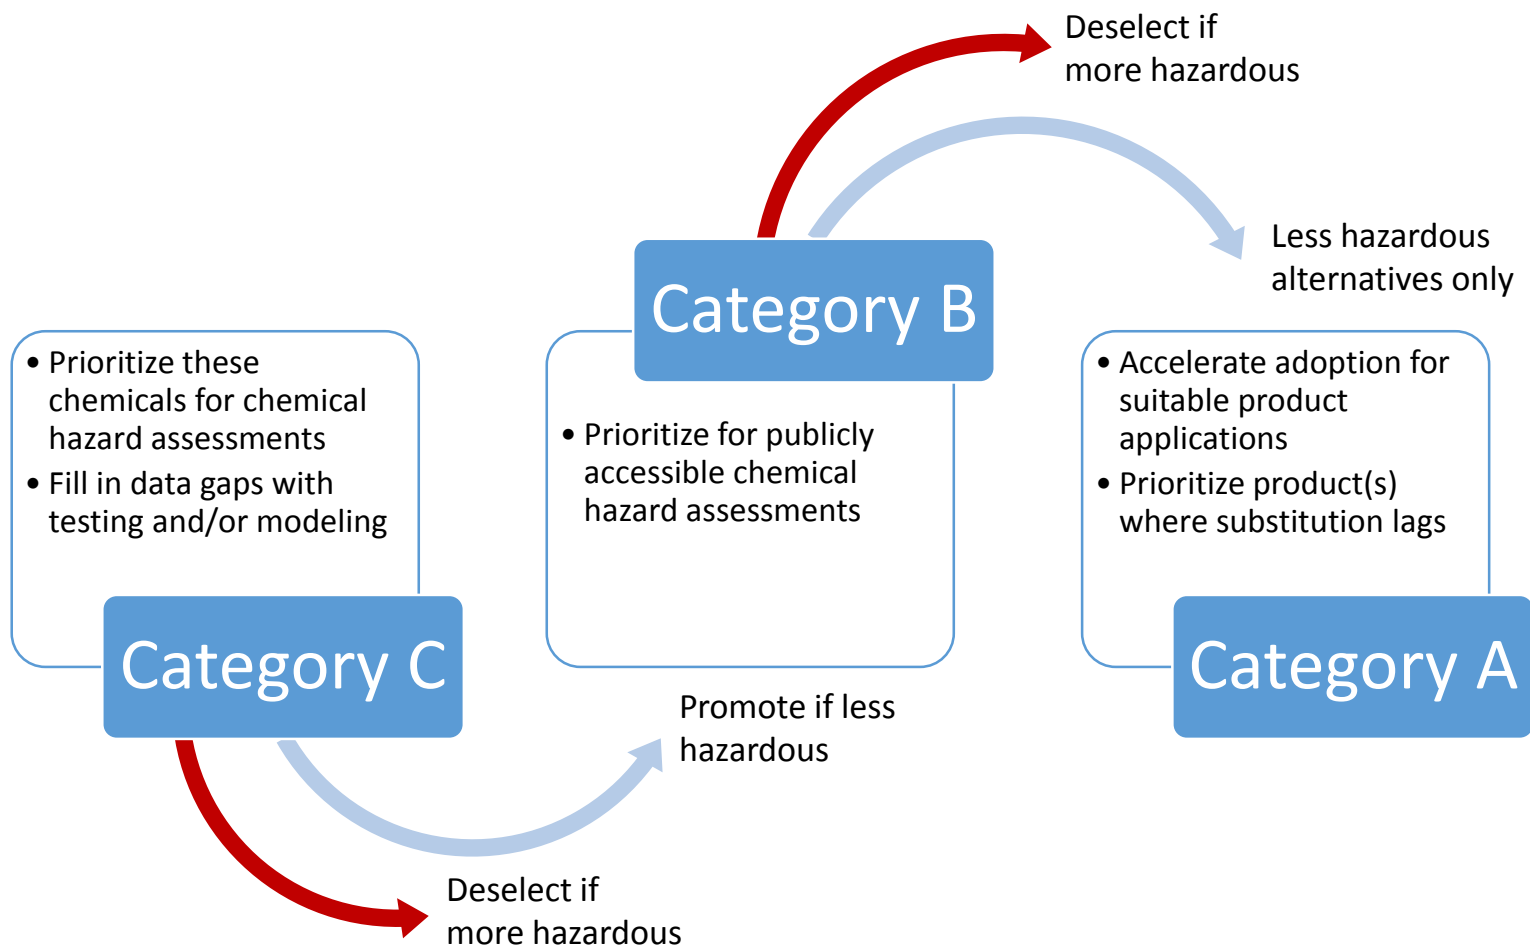 Deselect if
more hazardous
Less hazardous
alternatives only
Category B
• Prioritize these
chemicals for chemical
hazard assessments
• Fill in data gaps with
testing and/or modeling
Category C
• Prioritize for publicly
accessible chemical
hazard assessments
• Accelerate adoption for
suitable product
applications
• Prioritize product(s)
where substitution lags
Category A
Promote if less
hazardous
Deselect if
more hazardous